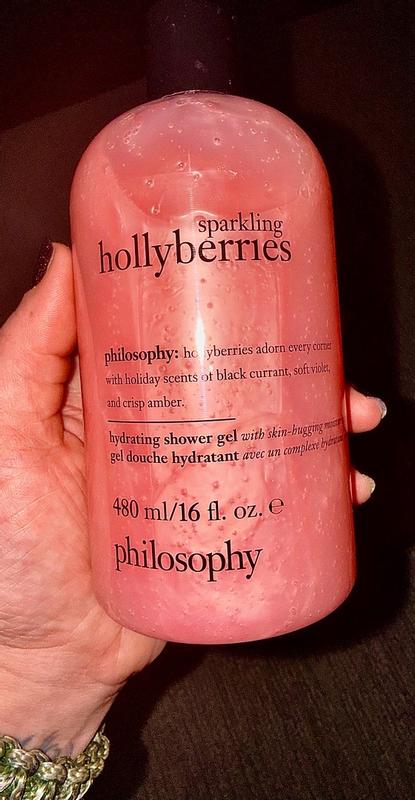 sparkling
hollyberries
philosophy: hollyberries adorn every corner
with holiday scents of black currant, soft violet,
and crisp amber.
hydrating shower gel with skin-hugging
gel douche hydratant avec un complexe
480 ml/16 fl. oz. ℮
philosophy